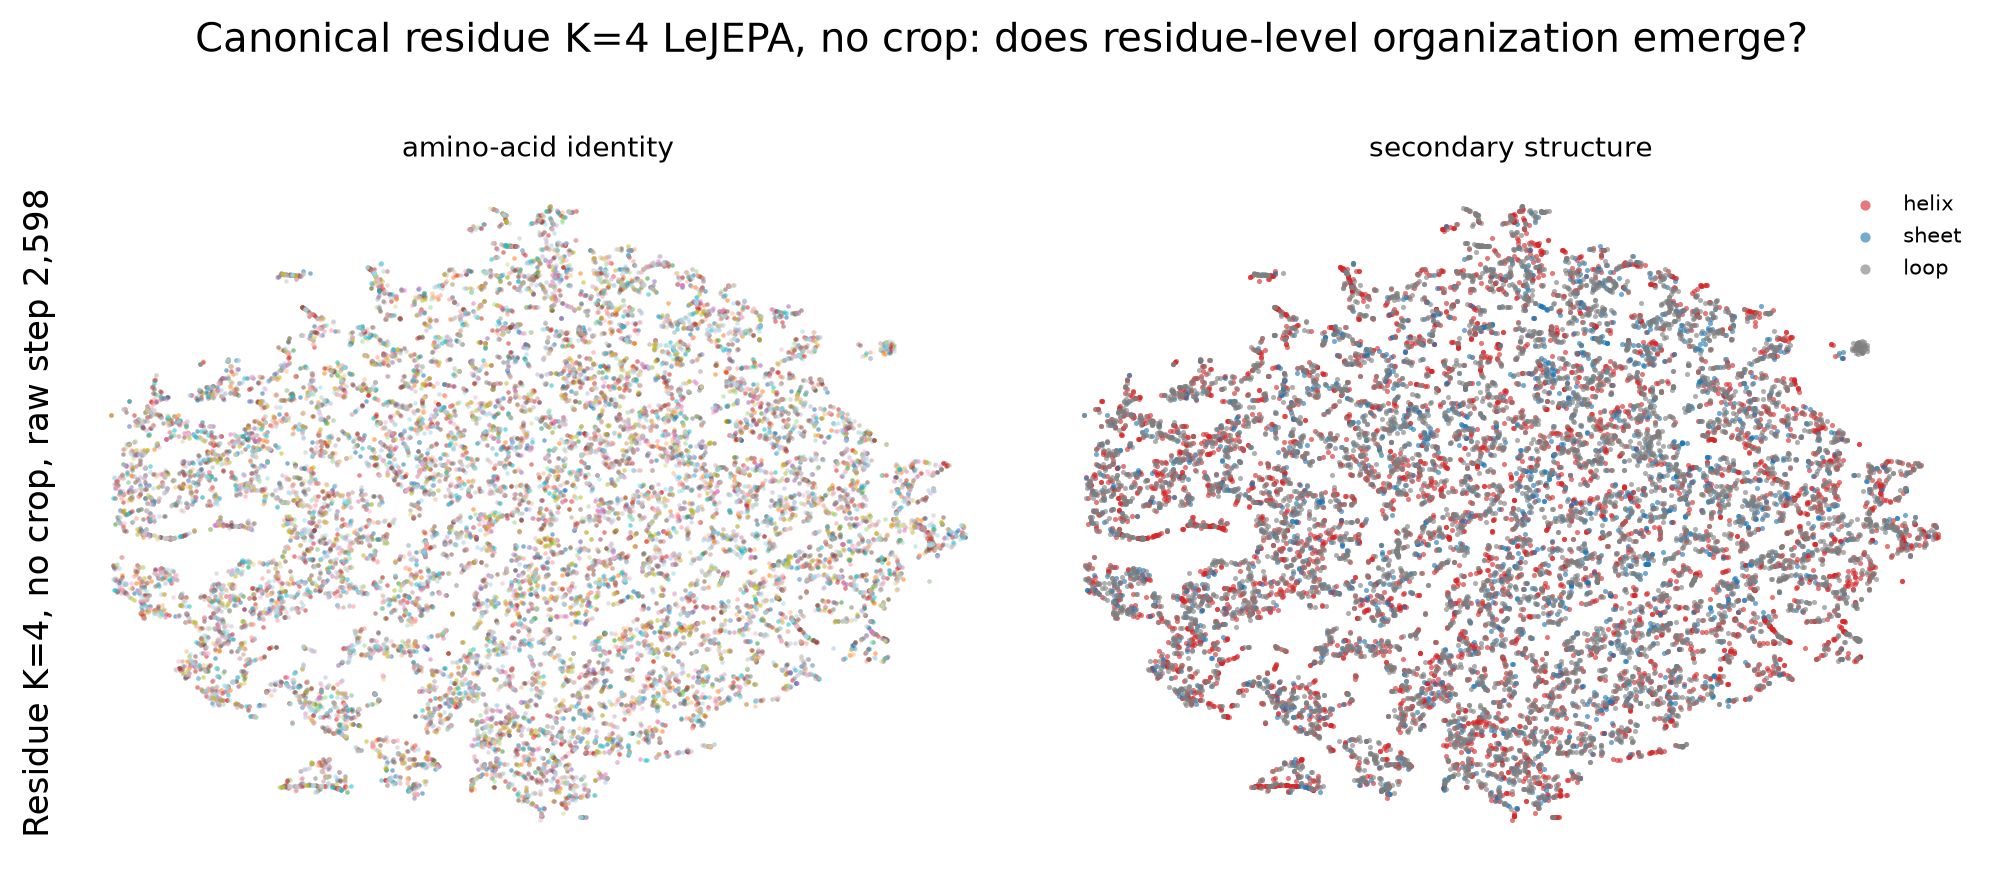 Canonical residue K=4 LeJEPA, no crop: does residue-level organization emerge?
amino-acid identity
secondary structure
helix
sheet
loop
Residue K=4, no crop, raw step 2,598